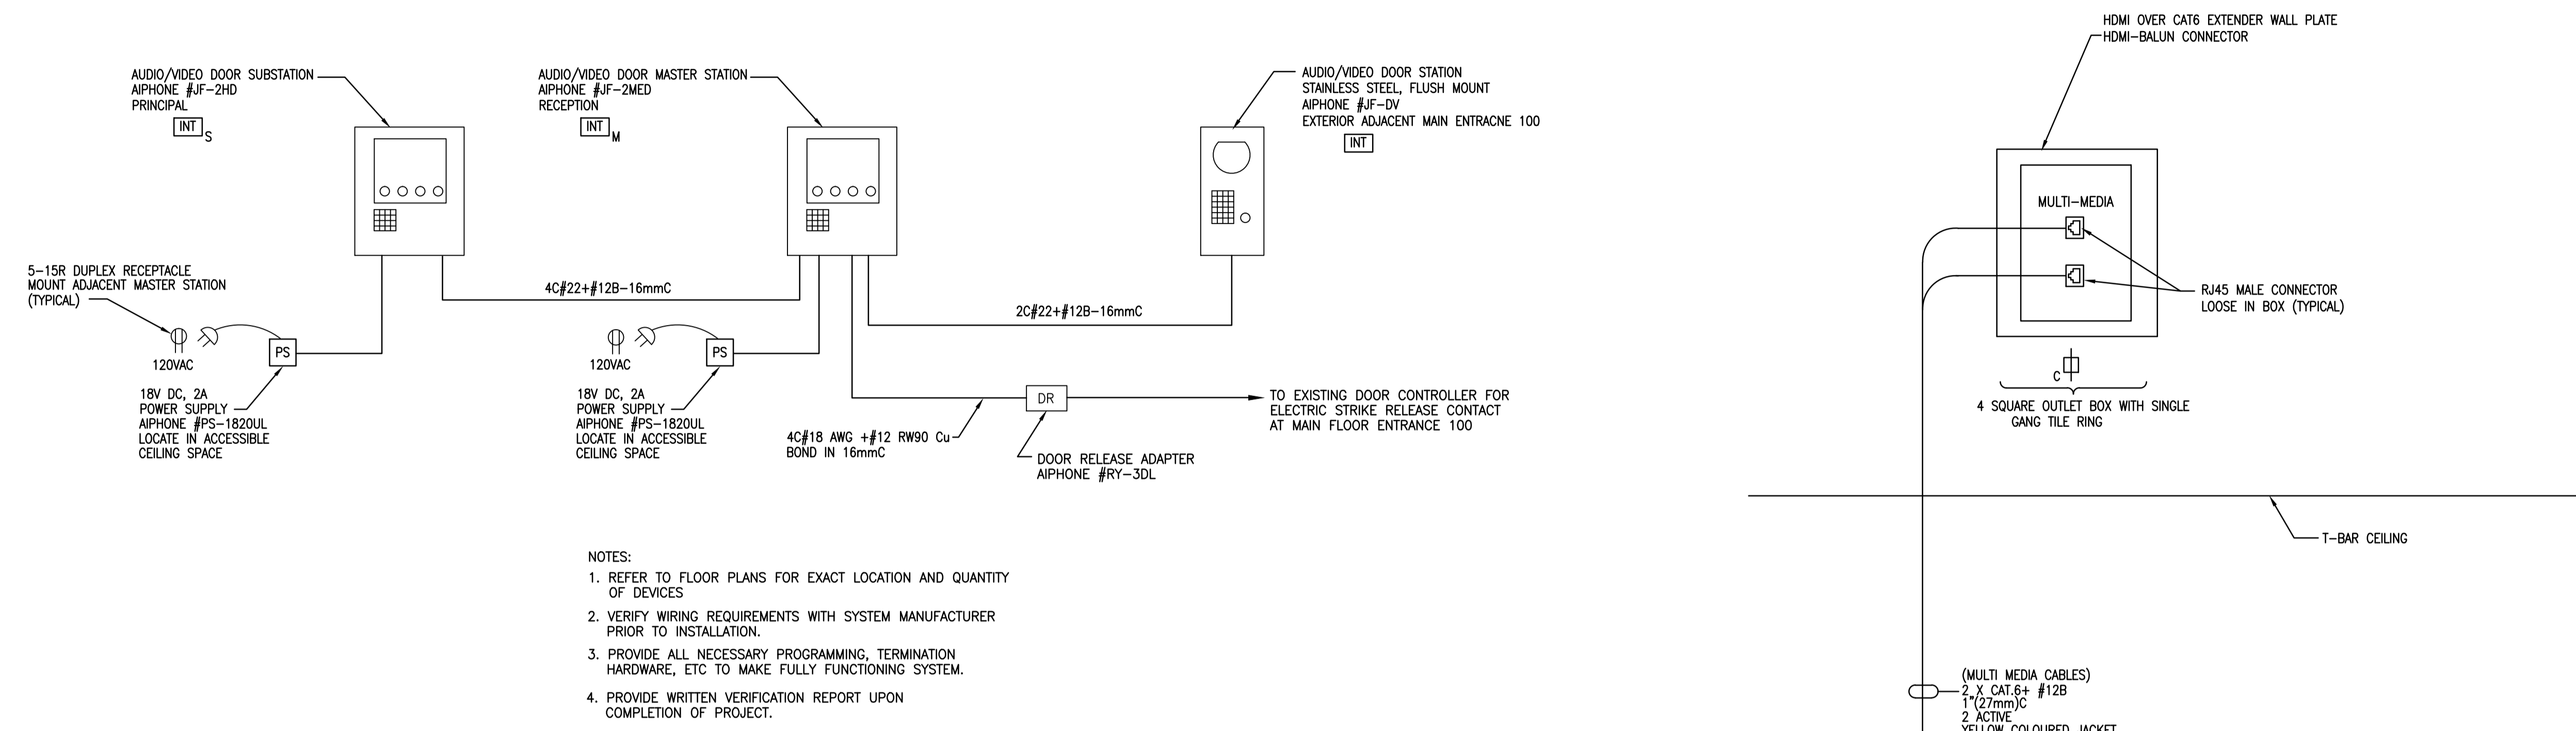 AUDIO/VIDEO DOOR SUBSTATION
AIPHONE #JF-2HD
PRINCIPAL
INT
S
5-15R DUPLEX RECEPTACLE
MOUNT ADJACENT MASTER STATION
(TYPICAL)
120VAC
PS
18V DC, 2A
POWER SUPPLY
AIPHONE #PS-1820UL
LOCATE IN ACCESSIBLE
CEILING SPACE
AUDIO/VIDEO DOOR MASTER STATION
AIPHONE #JF-2MED
RECEPTION
INT
M
4C#22+#12B-16mmC
120VAC
PS
18V DC, 2A
POWER SUPPLY
AIPHONE #PS-1820UL
LOCATE IN ACCESSIBLE
CEILING SPACE
AUDIO/VIDEO DOOR STATION
STAINLESS STEEL, FLUSH MOUNT
AIPHONE #JF-DV
EXTERIOR ADJACENT MAIN ENTRACNE 100
INT
2C#22+#12B-16mmC
4C#18 AWG +#12 RW90 Cu
BOND IN 16mmC
DR
DOOR RELEASE ADAPTER
AIPHONE #RY-3DL
TO EXISTING DOOR CONTROLLER FOR
ELECTRIC STRIKE RELEASE CONTACT
AT MAIN FLOOR ENTRANCE 100
NOTES:
1. REFER TO FLOOR PLANS FOR EXACT LOCATION AND QUANTITY
OF DEVICES
2. VERIFY WIRING REQUIREMENTS WITH SYSTEM MANUFACTURER
PRIOR TO INSTALLATION.
3. PROVIDE ALL NECESSARY PROGRAMMING, TERMINATION
HARDWARE, ETC TO MAKE FULLY FUNCTIONING SYSTEM.
4. PROVIDE WRITTEN VERIFICATION REPORT UPON
COMPLETION OF PROJECT.
HDMI OVER CAT6 EXTENDER WALL PLATE
HDMI-BALUN CONNECTOR
MULTI-MEDIA
RJ45 MALE CONNECTOR
LOOSE IN BOX (TYPICAL)
C
4 SQUARE OUTLET BOX WITH SINGLE
GANG TILE RING
T-BAR CEILING
(MULTI MEDIA CABLES)
2 X CAT.6+ #12B
1"(27mm)C
2 ACTIVE
YELLOW COLOURED JACKET